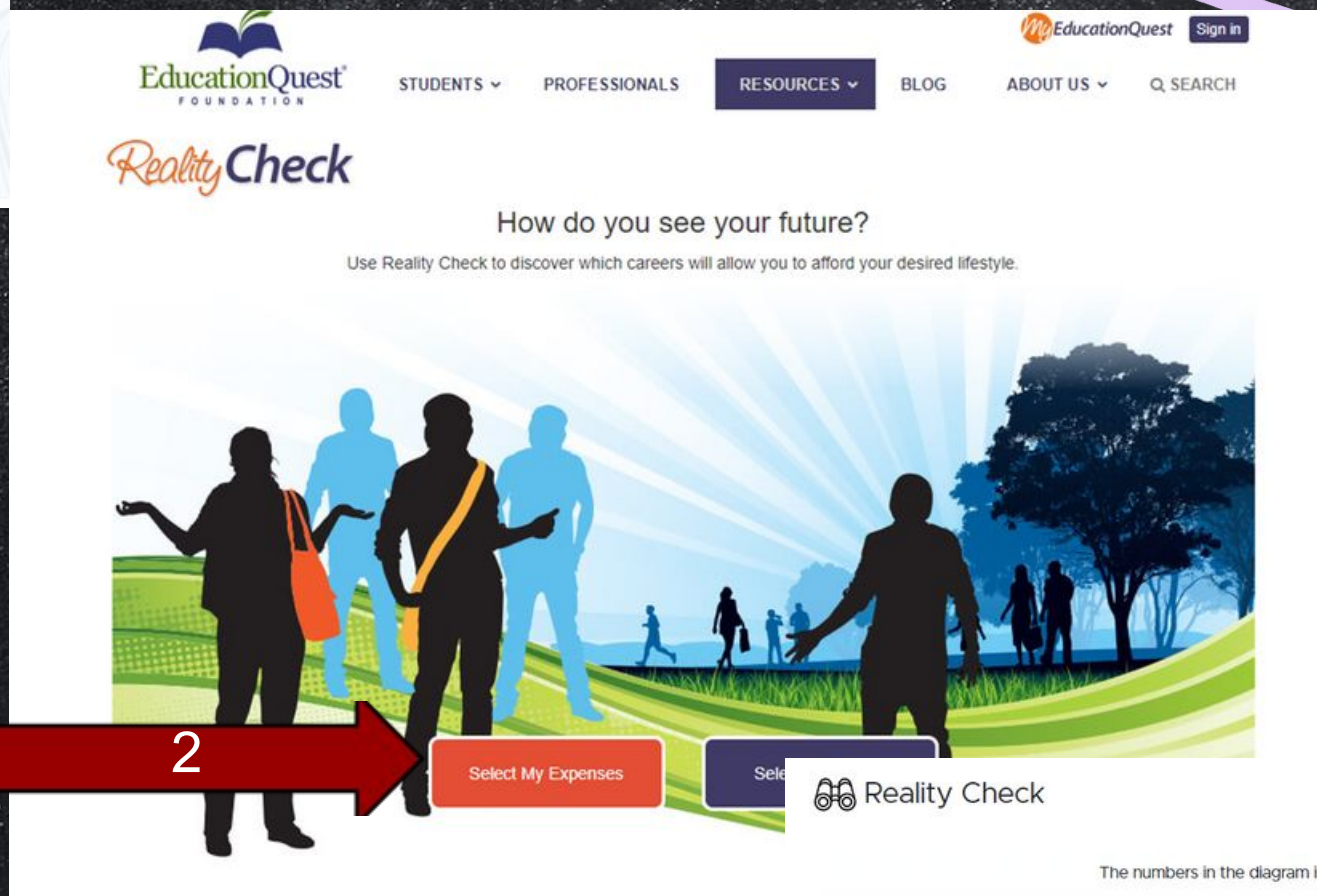 MyEducationQuest Sign in
EducationQuest®
FOUNDATION
STUDENTS PROFESSIONALS RESOURCES BLOG ABOUT US SEARCH
Reality Check
How do you see your future?
Use Reality Check to discover which careers will allow you to afford your desired lifestyle.
2
Select My Expenses
Reality Check
The numbers in the diagram